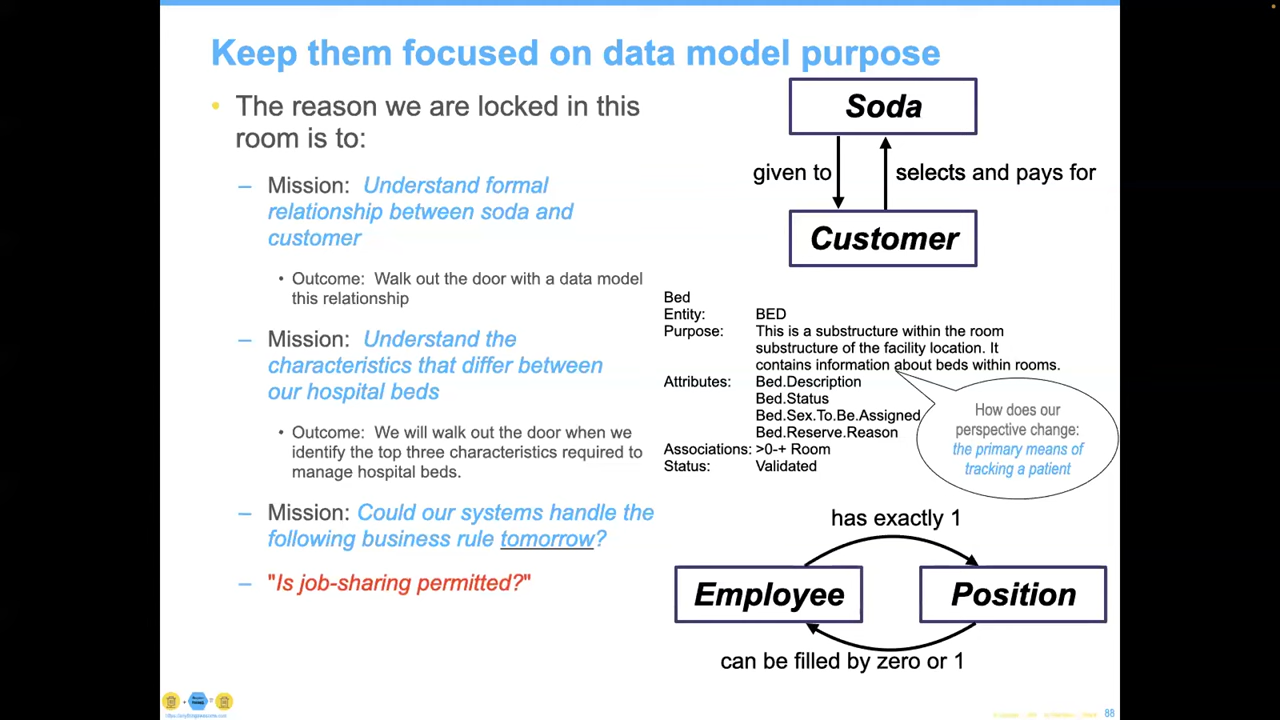 Keep them focused on data model purpose
• The reason we are locked in this
room is to:
– Mission: Understand formal
relationship between soda and
customer
• Outcome: Walk out the door with a data model
this relationship
– Mission: Understand the
characteristics that differ between
our hospital beds
• Outcome: We will walk out the door when we
identify the top three characteristics required to
manage hospital beds.
– Mission: Could our systems handle the
following business rule tomorrow?
– "Is job-sharing permitted?"
Soda
given to
selects and pays for
Customer
Bed
Entity: BED
Purpose: This is a substructure within the room
substructure of the facility location. It
contains information about beds within rooms.
Attributes: Bed.Description
Bed.Status
Bed.Sex.To.Be.Assigned
Bed.Reserve.Reason
Associations: >0-+ Room
Status: Validated
How does our
perspective change:
the primary means of
tracking a patient
has exactly 1
Employee
Position
can be filled by zero or 1
88